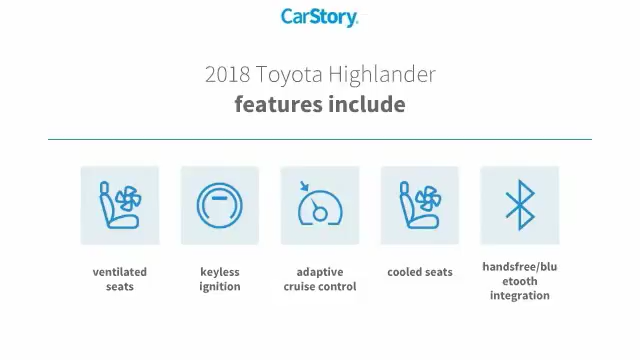 CarStory.
2018 Toyota Highlander
features include
ventilated
seats
keyless
ignition
adaptive
cruise control
cooled seats
handsfree/blu
etooth
integration